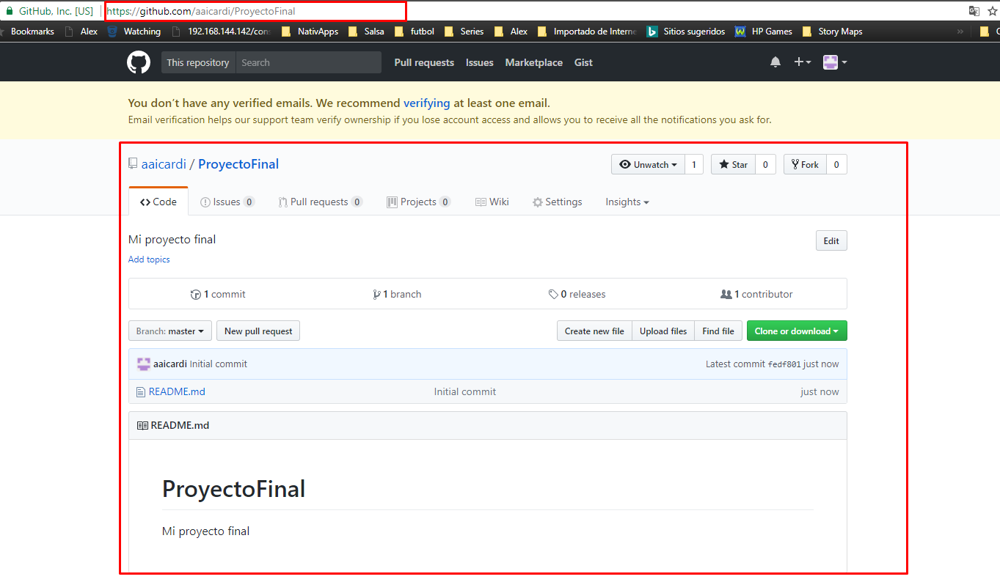 GitHub, Inc. [US] https://github.com/aaicardi/ProyectoFinal
Bookmarks Alex Watching 192.168.144.142/cons NativApps Salsa futbol Series Alex Importado de Interne Sitios sugeridos HP Games Story Maps »
This repository Search Pull requests Issues Marketplace Gist
You don’t have any verified emails. We recommend verifying at least one email.
Email verification helps our support team verify ownership if you lose account access and allows you to receive all the notifications you ask for.
aaicardi / ProyectoFinal Unwatch 1 Star 0 Fork 0
Code Issues 0 Pull requests 0 Projects 0 Wiki Settings Insights
Mi proyecto final Edit
Add topics
1 commit 1 branch 0 releases 1 contributor
Branch: master New pull request Create new file Upload files Find file Clone or download
aaicardi Initial commit Latest commit fedf801 just now
README.md Initial commit just now
README.md
ProyectoFinal
Mi proyecto final